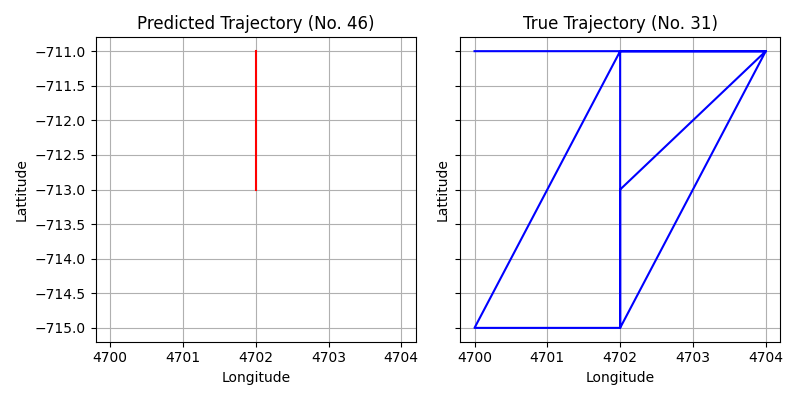 Predicted Trajectory (No. 46)
True Trajectory (No. 31)
−711.0
−711.5
−712.0
−712.5
−713.0
−713.5
−714.0
−714.5
−715.0
Lattitude
Lattitude
4700 4701 4702 4703 4704
4700 4701 4702 4703 4704
Longitude
Longitude